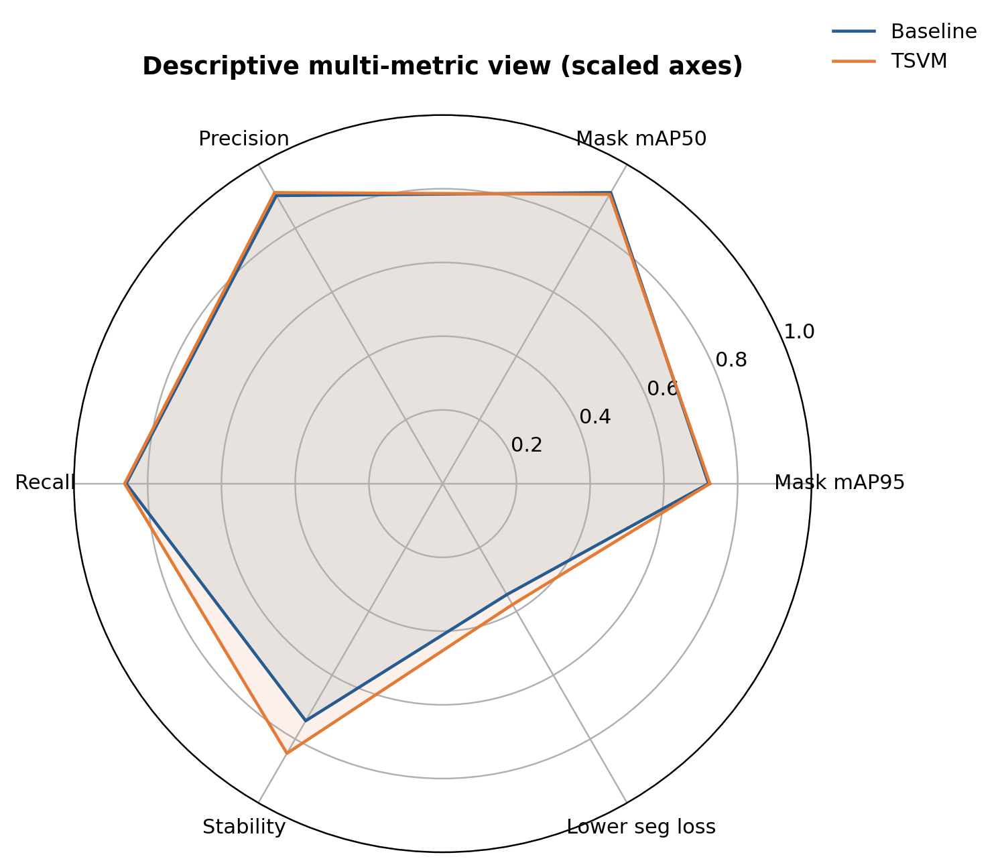 Baseline
TSVM
Descriptive multi-metric view (scaled axes)
Precision
Mask mAP50
1.0
0.8
0.6
0.4
0.2
Recall
Mask mAP95
Stability
Lower seg loss